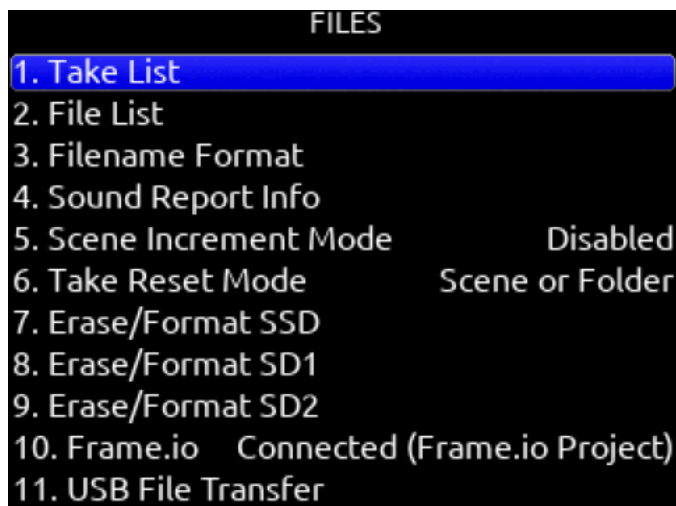 FILES
1. Take List
2. File List
3. Filename Format
4. Sound Report Info
5. Scene Increment Mode Disabled
6. Take Reset Mode Scene or Folder
7. Erase/Format SSD
8. Erase/Format SD1
9. Erase/Format SD2
10. Frame.io Connected (Frame.io Project)
11. USB File Transfer